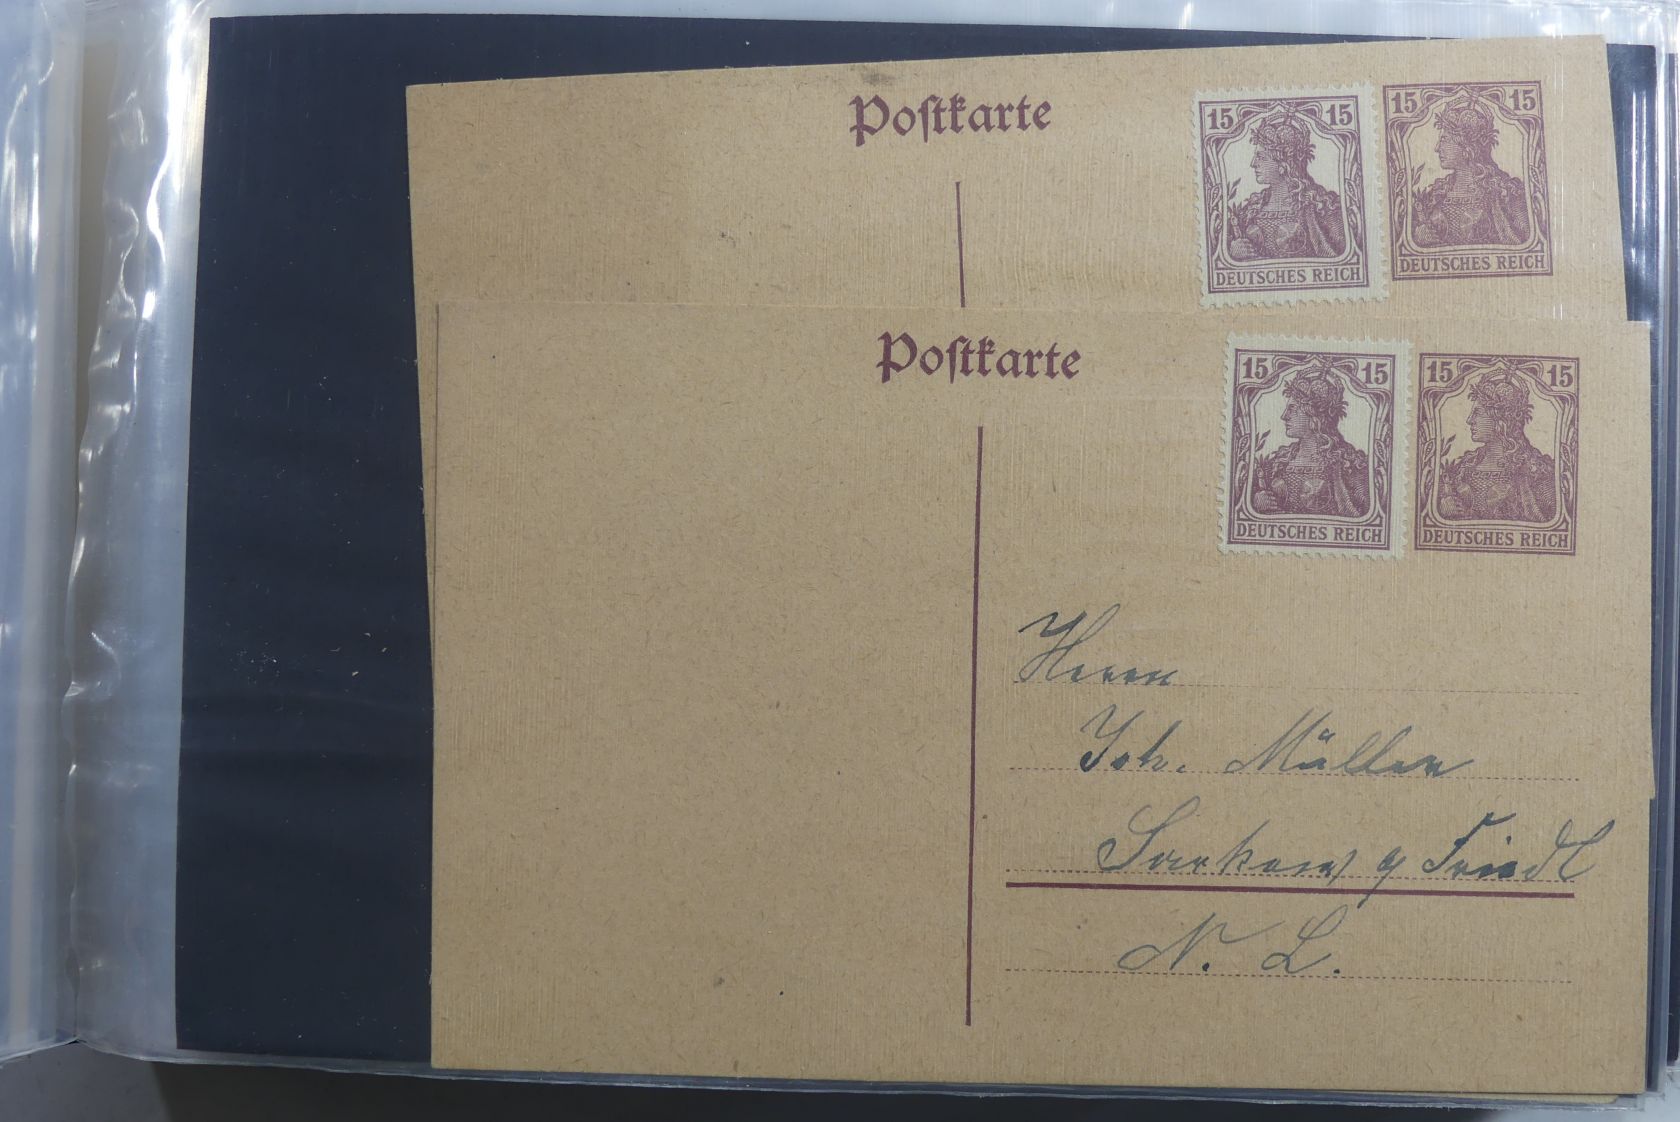 Postkarte
15 15
DEUTSCHES REICH
15 15
DEUTSCHES REICH
Postkarte
15 15
DEUTSCHES REICH
15 15
DEUTSCHES REICH
Herrn
Joh. Müller
N. L.